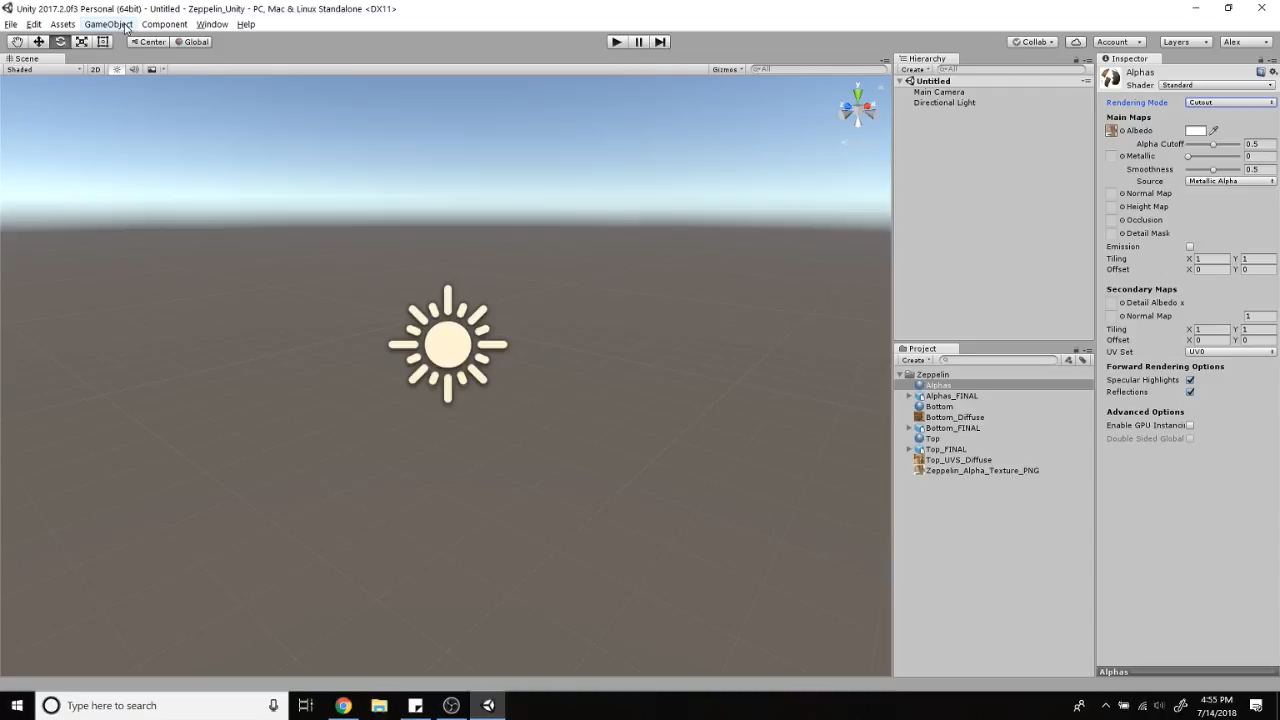 Unity 2017.2.0f3 Personal (64bit) - Untitled - Zeppelin_Unity - PC, Mac & Linux Standalone <DX11>
File Edit Assets GameObject Component Window Help
Center Global Collab Account Layers Alex
Scene
Shaded 2D Gizmos All
Hierarchy
Create All
Untitled
Main Camera
Directional Light
Project
Create
Zeppelin
Alphas
Alphas_FINAL
Bottom
Bottom_Diffuse
Bottom_FINAL
Top
Top_FINAL
Top_UVS_Diffuse
Zeppelin_Alpha_Texture_PNG
Inspector
Alphas
Shader Standard
Rendering Mode Cutout
Main Maps
Albedo
Alpha Cutoff 0.5
Metallic 0
Smoothness 0.5
Source Metallic Alpha
Normal Map
Height Map
Occlusion
Detail Mask
Emission
Tiling X 1 Y 1
Offset X 0 Y 0
Secondary Maps
Detail Albedo x
Normal Map 1
Tiling X 1 Y 1
Offset X 0 Y 0
UV Set UV0
Forward Rendering Options
Specular Highlights
Reflections
Advanced Options
Enable GPU Instanci
Double Sided Global
Alphas
Type here to search
4:55 PM
7/14/2018